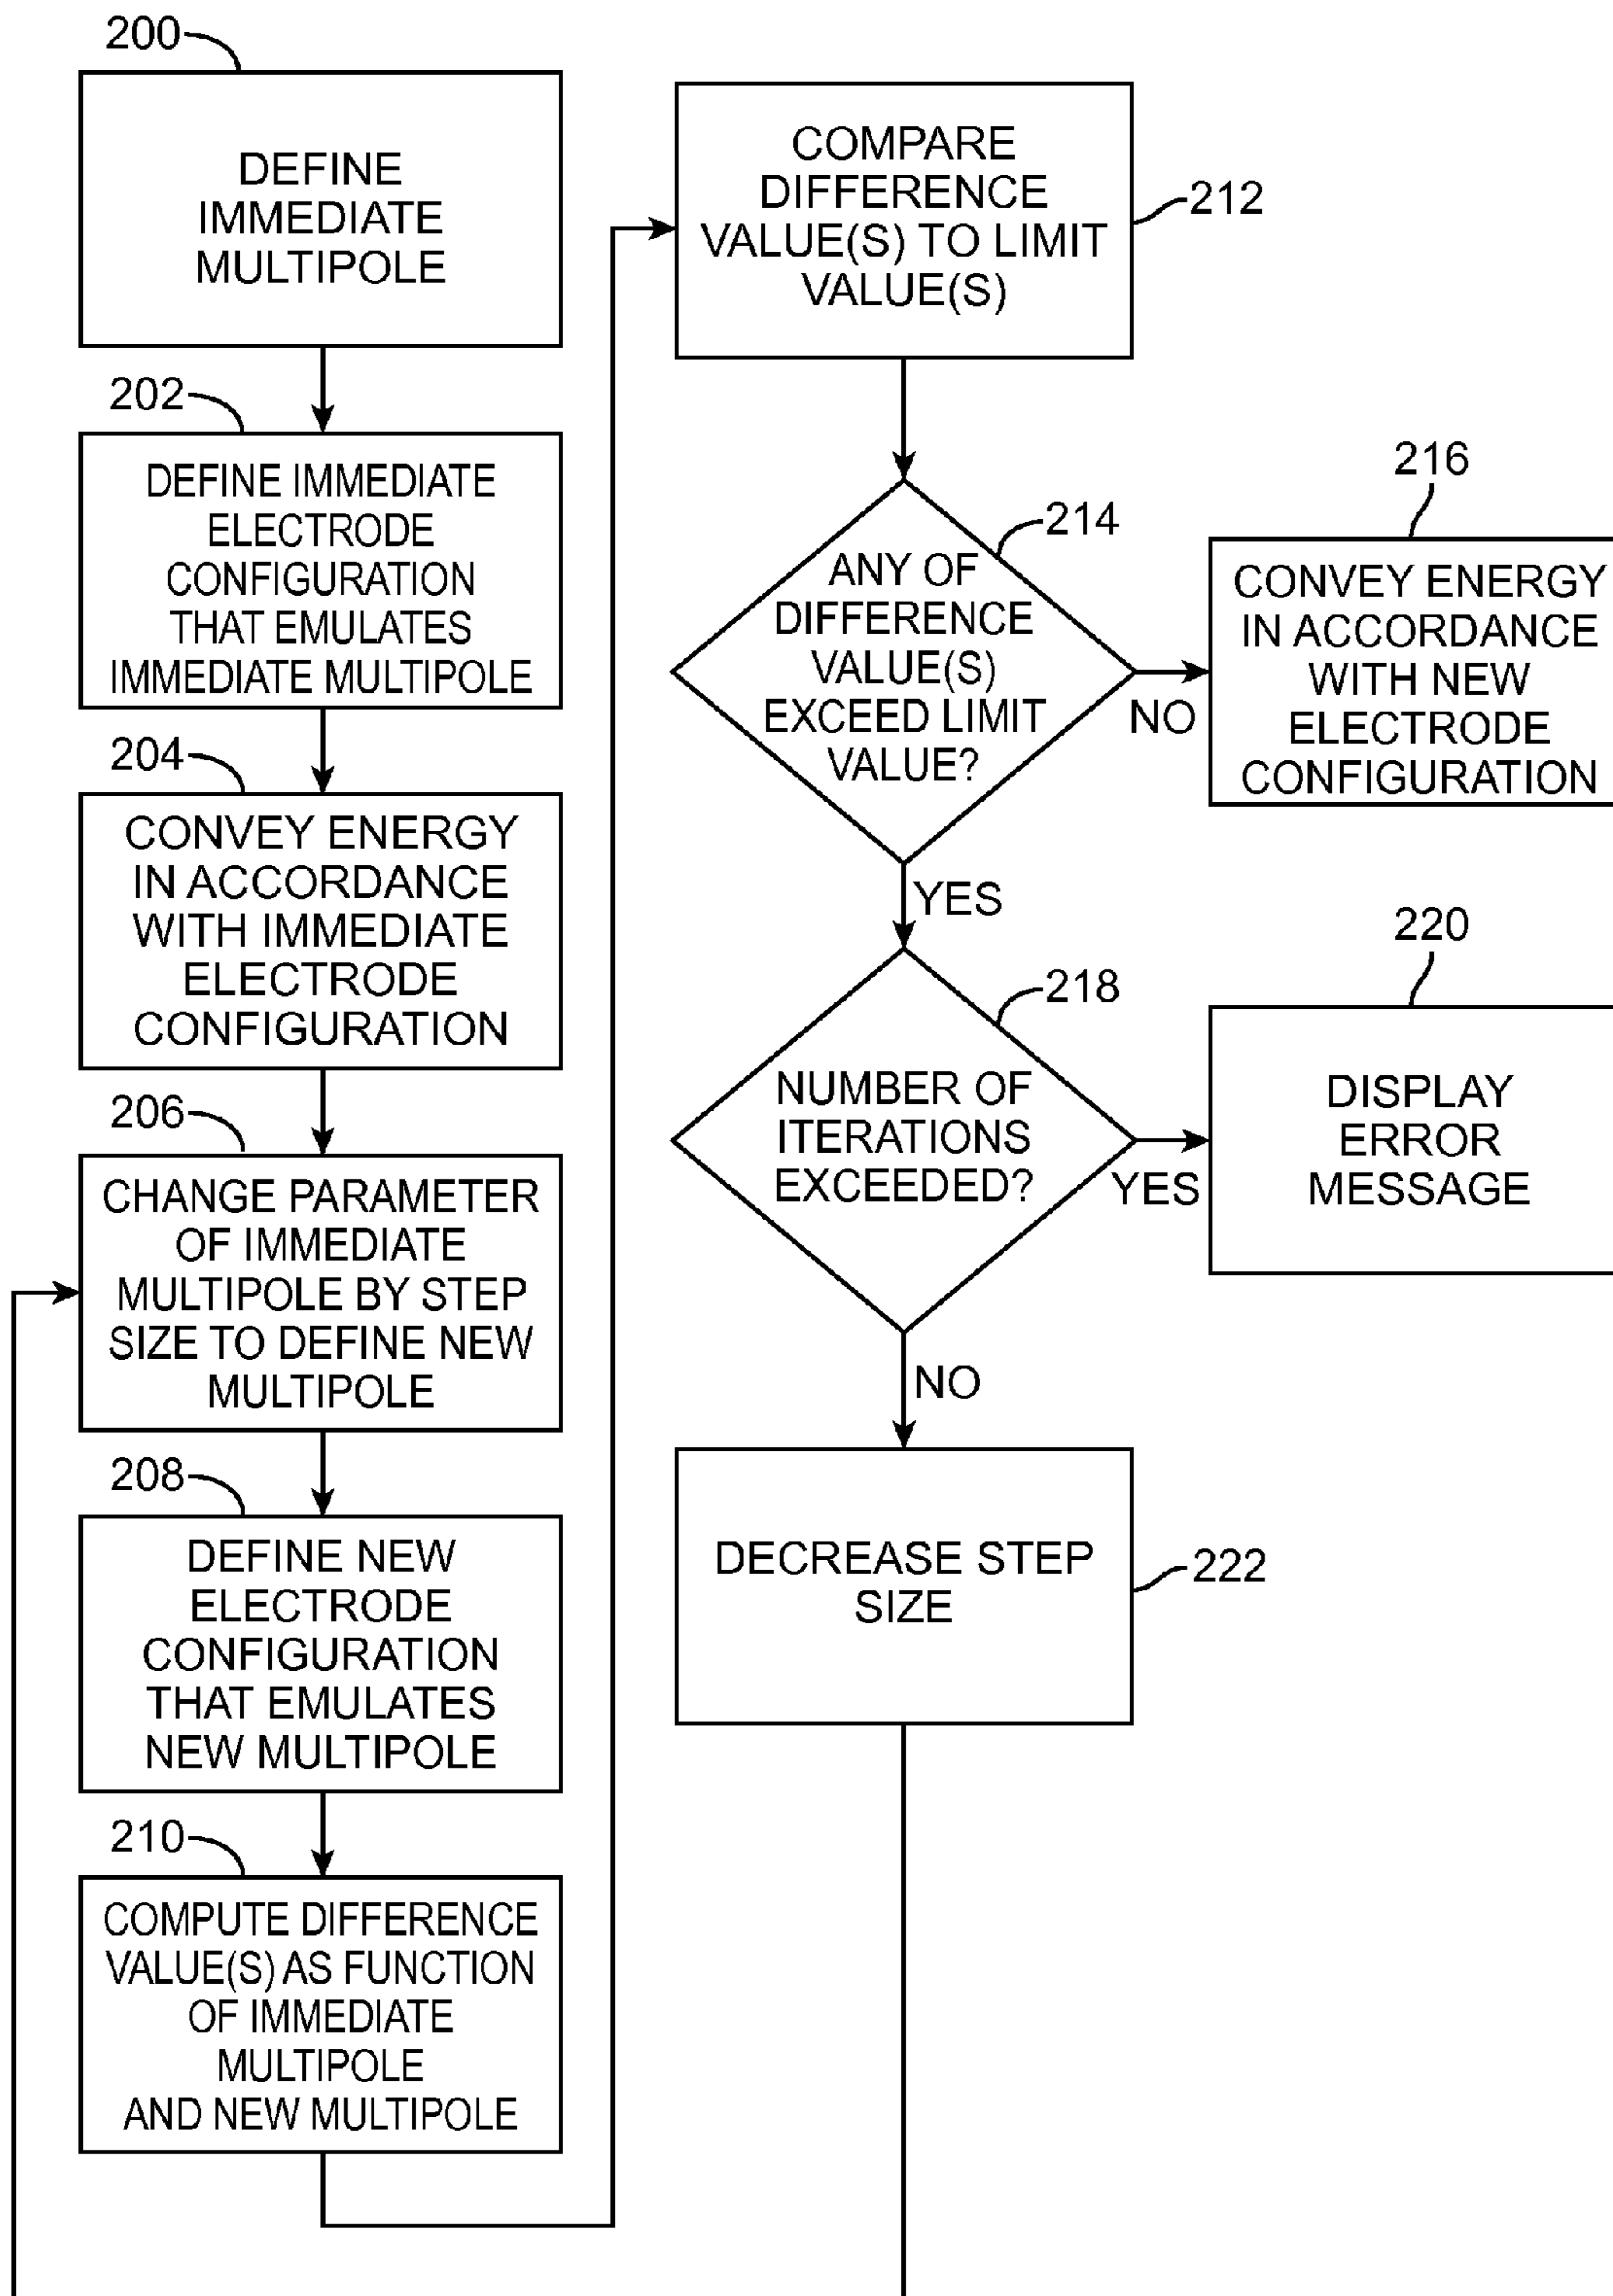 200
DEFINE
IMMEDIATE
MULTIPOLE
202
DEFINE IMMEDIATE
ELECTRODE
CONFIGURATION
THAT EMULATES
IMMEDIATE MULTIPOLE
204
CONVEY ENERGY
IN ACCORDANCE
WITH IMMEDIATE
ELECTRODE
CONFIGURATION
206
CHANGE PARAMETER
OF IMMEDIATE
MULTIPOLE BY STEP
SIZE TO DEFINE NEW
MULTIPOLE
208
DEFINE NEW
ELECTRODE
CONFIGURATION
THAT EMULATES
NEW MULTIPOLE
210
COMPUTE DIFFERENCE
VALUE(S) AS FUNCTION
OF IMMEDIATE
MULTIPOLE
AND NEW MULTIPOLE
COMPARE
DIFFERENCE
VALUE(S) TO LIMIT
VALUE(S)
212
214
ANY OF
DIFFERENCE
VALUE(S)
EXCEED LIMIT
VALUE?
NO
216
CONVEY ENERGY
IN ACCORDANCE
WITH NEW
ELECTRODE
CONFIGURATION
YES
218
NUMBER OF
ITERATIONS
EXCEEDED?
YES
220
DISPLAY
ERROR
MESSAGE
NO
DECREASE STEP
SIZE
222